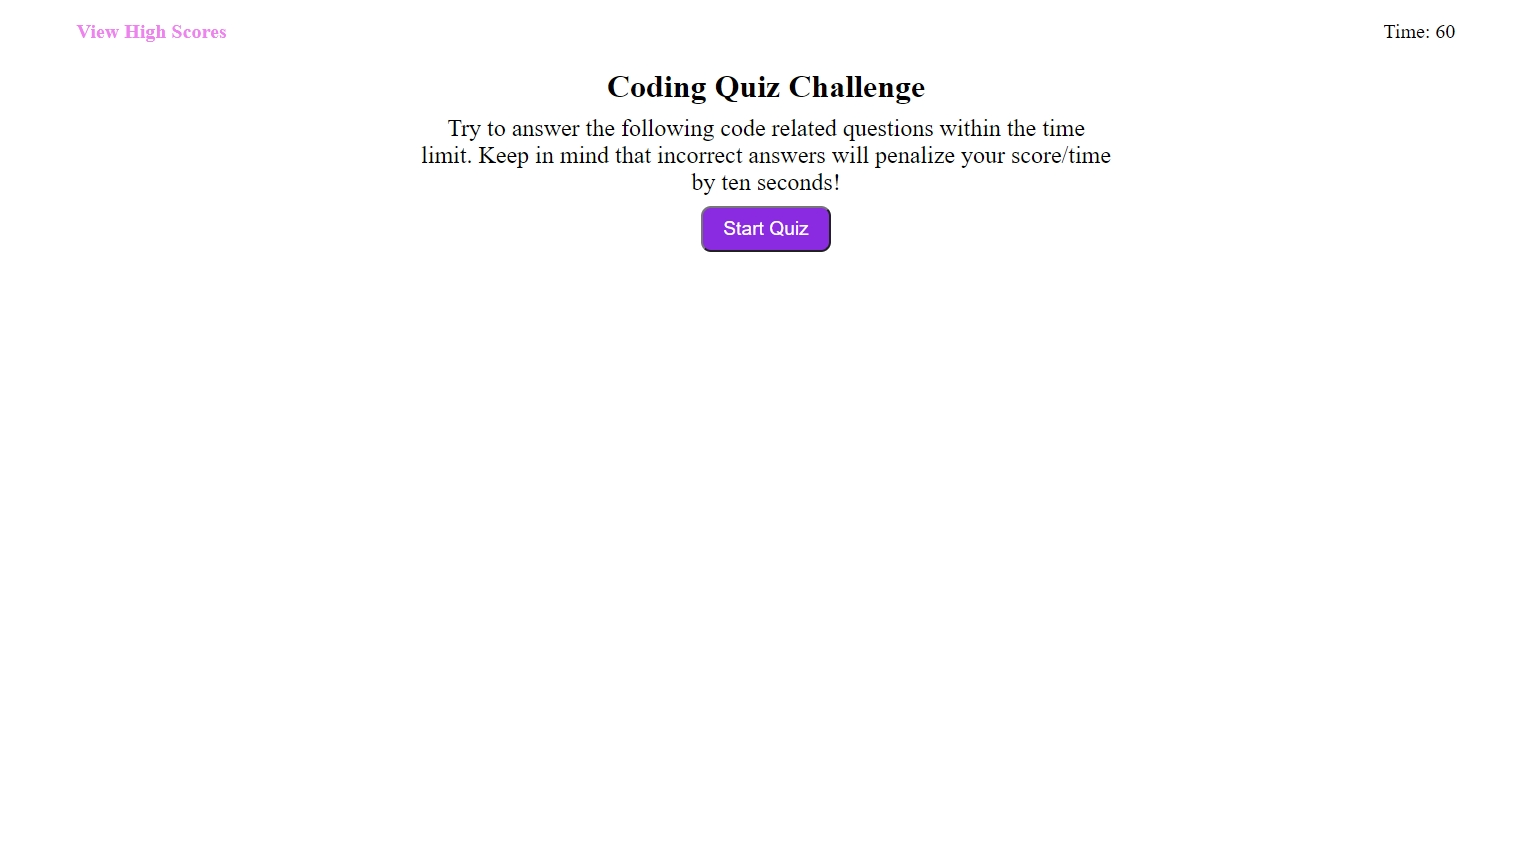 View High Scores
Time: 60
Coding Quiz Challenge
Try to answer the following code related questions within the time
limit. Keep in mind that incorrect answers will penalize your score/time
by ten seconds!
Start Quiz